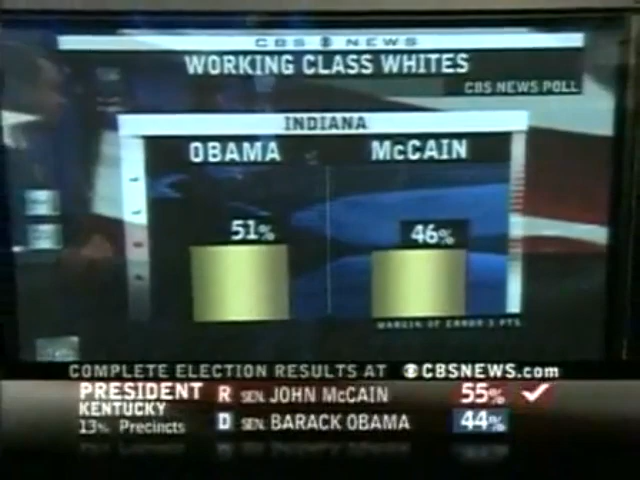 CBS NEWS
WORKING CLASS WHITES
CBS NEWS POLL
INDIANA
OBAMA McCAIN
51% 46%
MARGIN OF ERROR 3 PTS
COMPLETE ELECTION RESULTS AT CBSNEWS.com
PRESIDENT R SEN. JOHN McCAIN 55%
KENTUCKY
13% Precincts D SEN. BARACK OBAMA 44%